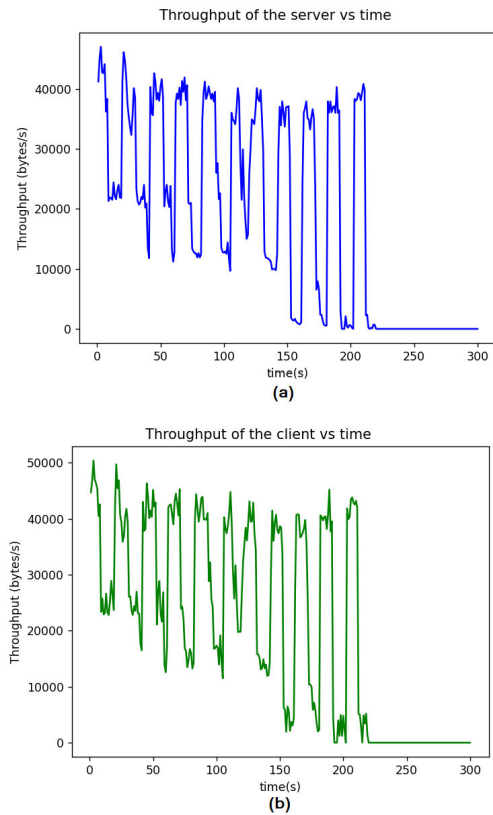 Throughput of the server vs time
Throughput (bytes/s)
40000
30000
20000
10000
0
0 50 100 150 200 250 300
time(s)
(a)
Throughput of the client vs time
Throughput (bytes/s)
50000
40000
30000
20000
10000
0
0 50 100 150 200 250 300
time(s)
(b)